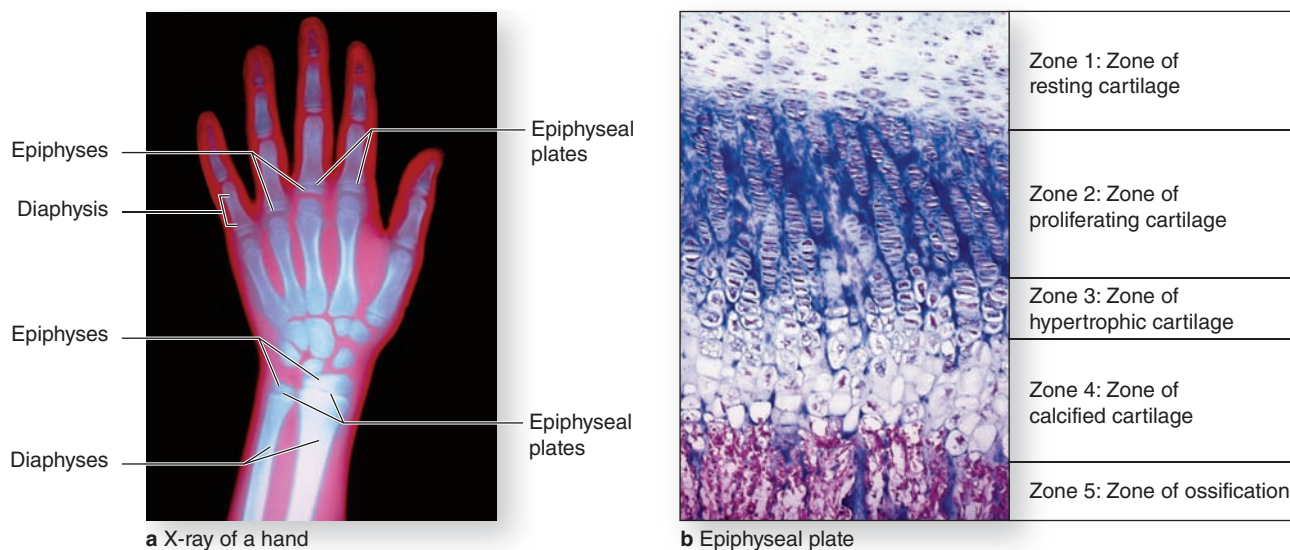 Epiphyses
Diaphysis
Epiphyses
Diaphyses
Epiphyseal
plates
Epiphyseal
plates
a X-ray of a hand
Zone 1: Zone of
resting cartilage
Zone 2: Zone of
proliferating cartilage
Zone 3: Zone of
hypertrophic cartilage
Zone 4: Zone of
calcified cartilage
Zone 5: Zone of ossification
b Epiphyseal plate